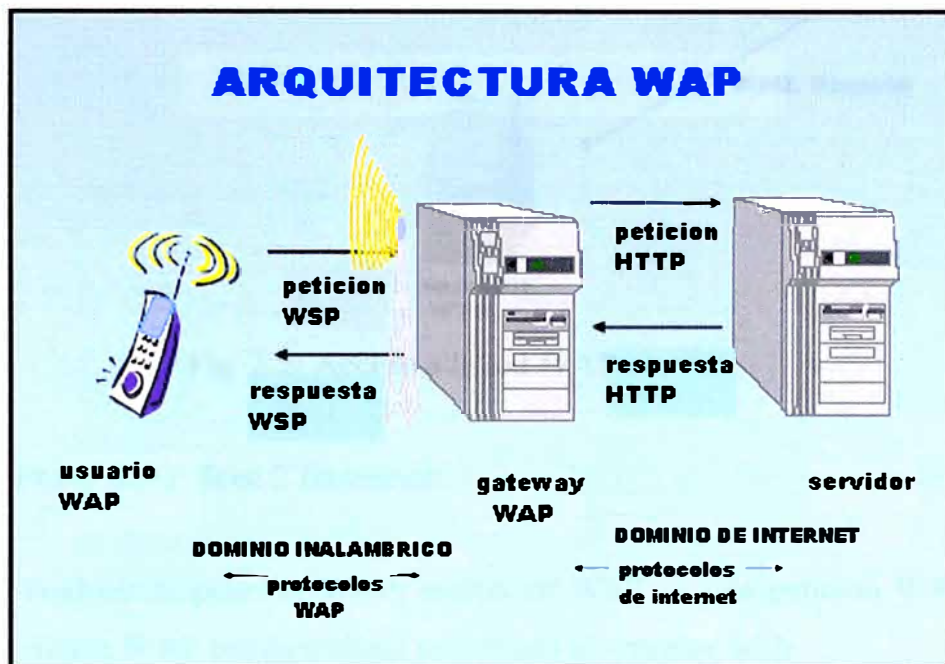 ARQUITECTURA WAP
peticion
WSP
respuesta
WSP
peticion
HTTP
respuesta
HTTP
usuario
WAP
gateway
WAP
servidor
DOMINIO INALAMBRICO
protocolos
WAP
DOMINIO DE INTERNET
protocolos
de internet